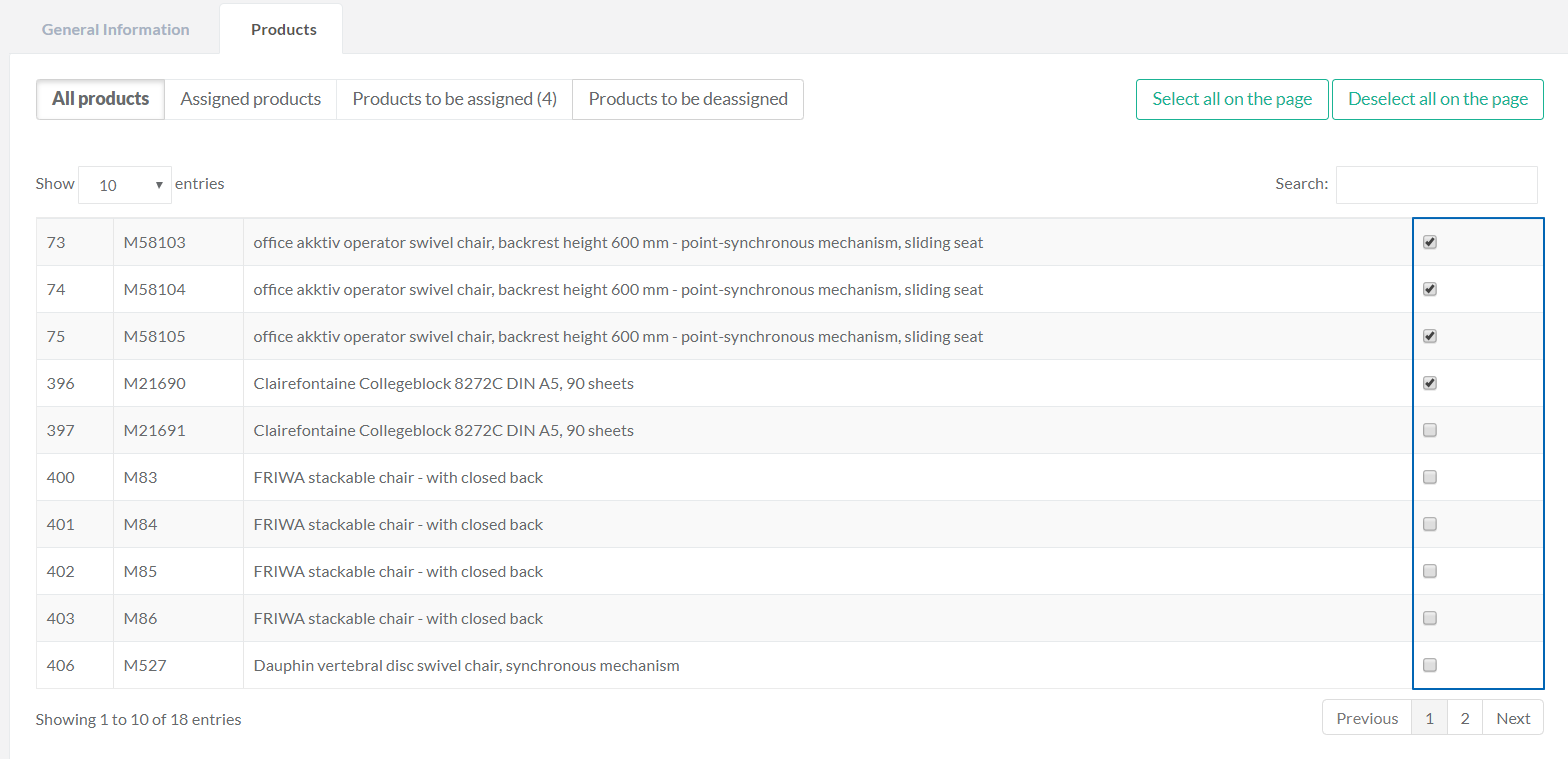 General Information Products
All products Assigned products Products to be assigned (4) Products to be deassigned Select all on the page Deselect all on the page
Show 10 entries Search:
73 M58103 office akktiv operator swivel chair, backrest height 600 mm - point-synchronous mechanism, sliding seat
74 M58104 office akktiv operator swivel chair, backrest height 600 mm - point-synchronous mechanism, sliding seat
75 M58105 office akktiv operator swivel chair, backrest height 600 mm - point-synchronous mechanism, sliding seat
396 M21690 Clairefontaine Collegeblock 8272C DIN A5, 90 sheets
397 M21691 Clairefontaine Collegeblock 8272C DIN A5, 90 sheets
400 M83 FRIWA stackable chair - with closed back
401 M84 FRIWA stackable chair - with closed back
402 M85 FRIWA stackable chair - with closed back
403 M86 FRIWA stackable chair - with closed back
406 M527 Dauphin vertebral disc swivel chair, synchronous mechanism
Showing 1 to 10 of 18 entries Previous 1 2 Next